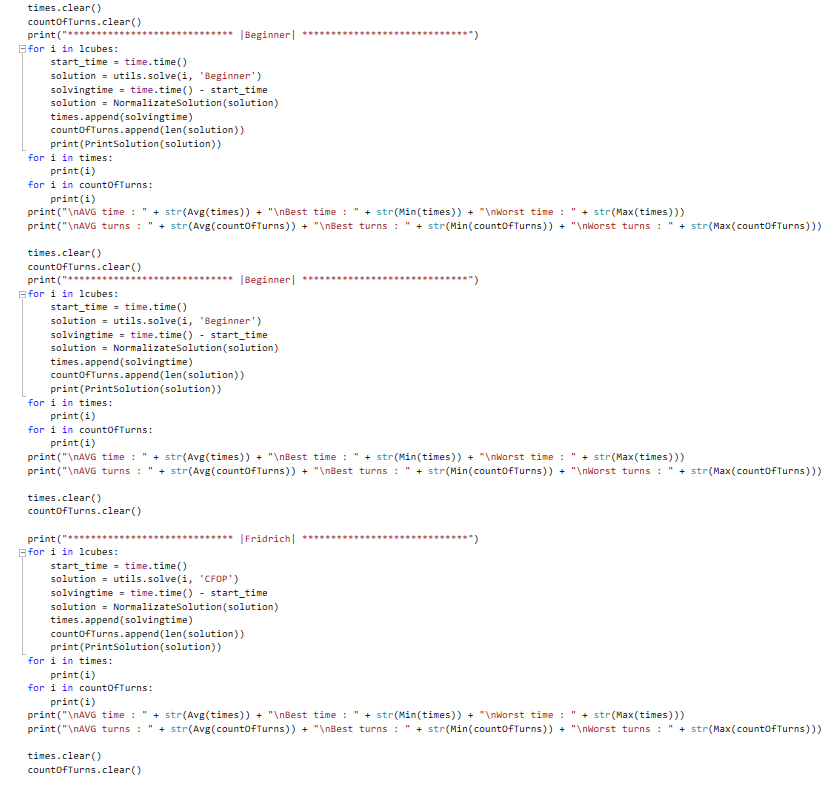 times.clear()
countOfTurns.clear()
print("***************************** |Beginner| *****************************")
for i in lcubes:
    start_time = time.time()
    solution = utils.solve(i, 'Beginner')
    solvingtime = time.time() - start_time
    solution = NormalizateSolution(solution)
    times.append(solvingtime)
    countOfTurns.append(len(solution))
    print(PrintSolution(solution))
for i in times:
    print(i)
for i in countOfTurns:
    print(i)
print("\nAVG time : " + str(Avg(times)) + "\nBest time : " + str(Min(times)) + "\nWorst time : " + str(Max(times)))
print("\nAVG turns : " + str(Avg(countOfTurns)) + "\nBest turns : " + str(Min(countOfTurns)) + "\nWorst turns : " + str(Max(countOfTurns)))

times.clear()
countOfTurns.clear()
print("***************************** |Beginner| *****************************")
for i in lcubes:
    start_time = time.time()
    solution = utils.solve(i, 'Beginner')
    solvingtime = time.time() - start_time
    solution = NormalizateSolution(solution)
    times.append(solvingtime)
    countOfTurns.append(len(solution))
    print(PrintSolution(solution))
for i in times:
    print(i)
for i in countOfTurns:
    print(i)
print("\nAVG time : " + str(Avg(times)) + "\nBest time : " + str(Min(times)) + "\nWorst time : " + str(Max(times)))
print("\nAVG turns : " + str(Avg(countOfTurns)) + "\nBest turns : " + str(Min(countOfTurns)) + "\nWorst turns : " + str(Max(countOfTurns)))

times.clear()
countOfTurns.clear()

print("***************************** |Fridrich| *****************************")
for i in lcubes:
    start_time = time.time()
    solution = utils.solve(i, 'CFOP')
    solvingtime = time.time() - start_time
    solution = NormalizateSolution(solution)
    times.append(solvingtime)
    countOfTurns.append(len(solution))
    print(PrintSolution(solution))
for i in times:
    print(i)
for i in countOfTurns:
    print(i)
print("\nAVG time : " + str(Avg(times)) + "\nBest time : " + str(Min(times)) + "\nWorst time : " + str(Max(times)))
print("\nAVG turns : " + str(Avg(countOfTurns)) + "\nBest turns : " + str(Min(countOfTurns)) + "\nWorst turns : " + str(Max(countOfTurns)))

times.clear()
countOfTurns.clear()